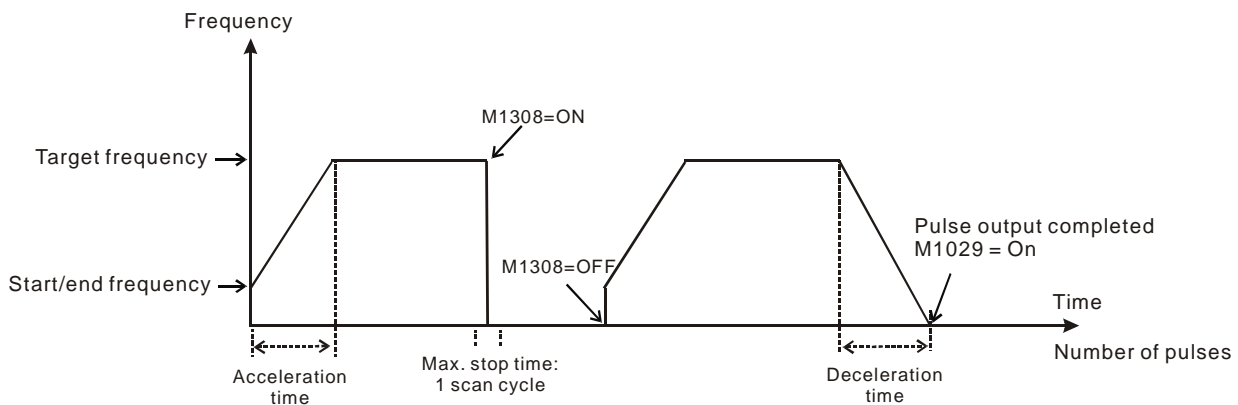 Frequency
M1308=ON
Target frequency
Pulse output completed
M1029 = On
M1308=OFF
Start/end frequency
Time
Number of pulses
Max. stop time:
1 scan cycle
Acceleration
time
Deceleration
time